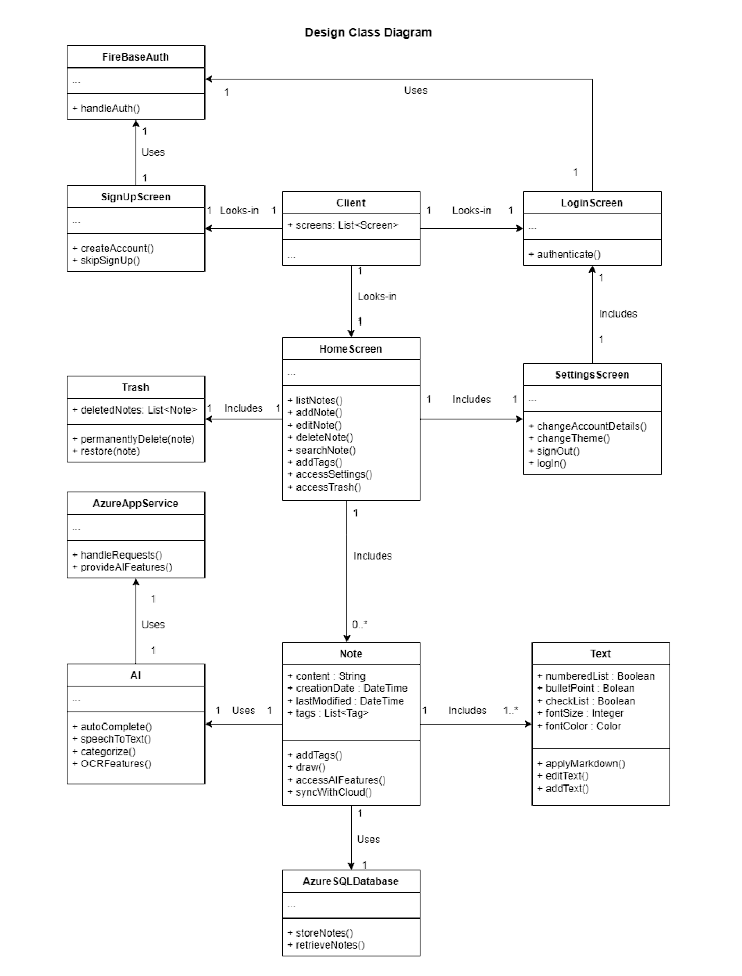 Design Class Diagram
FireBaseAuth
...
+ handleAuth()
1
Uses
1
1
Uses
1
SignUpScreen
...
+ createAccount()
+ skipSignUp()
1 Looks-in 1
Client
+ screens: List<Screen>
...
1 Looks-in 1
LoginScreen
...
+ authenticate()
1
Looks-in
1
1
Includes
1
HomeScreen
...
+ listNotes()
+ addNote()
+ editNote()
+ deleteNote()
+ searchNote()
+ addTags()
+ accessSettings()
+ accessTrash()
Trash
+ deletedNotes: List<Note>
+ permanentlyDelete(note)
+ restore(note)
1 Includes 1
1 Includes 1
SettingsScreen
...
+ changeAccountDetails()
+ changeTheme()
+ signOut()
+ logIn()
AzureAppService
...
+ handleRequests()
+ provideAIFeatures()
1
Includes
0..*
1
Uses
1
AI
...
+ autoComplete()
+ speechToText()
+ categorize()
+ OCRFeatures()
1 Uses 1
Note
+ content : String
+ creationDate : DateTime
+ lastModified : DateTime
+ tags : List<Tag>
+ addTags()
+ draw()
+ accessAIFeatures()
+ syncWithCloud()
1 Includes 1..*
Text
+ numberedList : Boolean
+ bulletPoint : Bolean
+ checkList : Boolean
+ fontSize : Integer
+ fontColor : Color
+ applyMarkdown()
+ editText()
+ addText()
1
Uses
1
AzureSQLDatabase
...
+ storeNotes()
+ retrieveNotes()